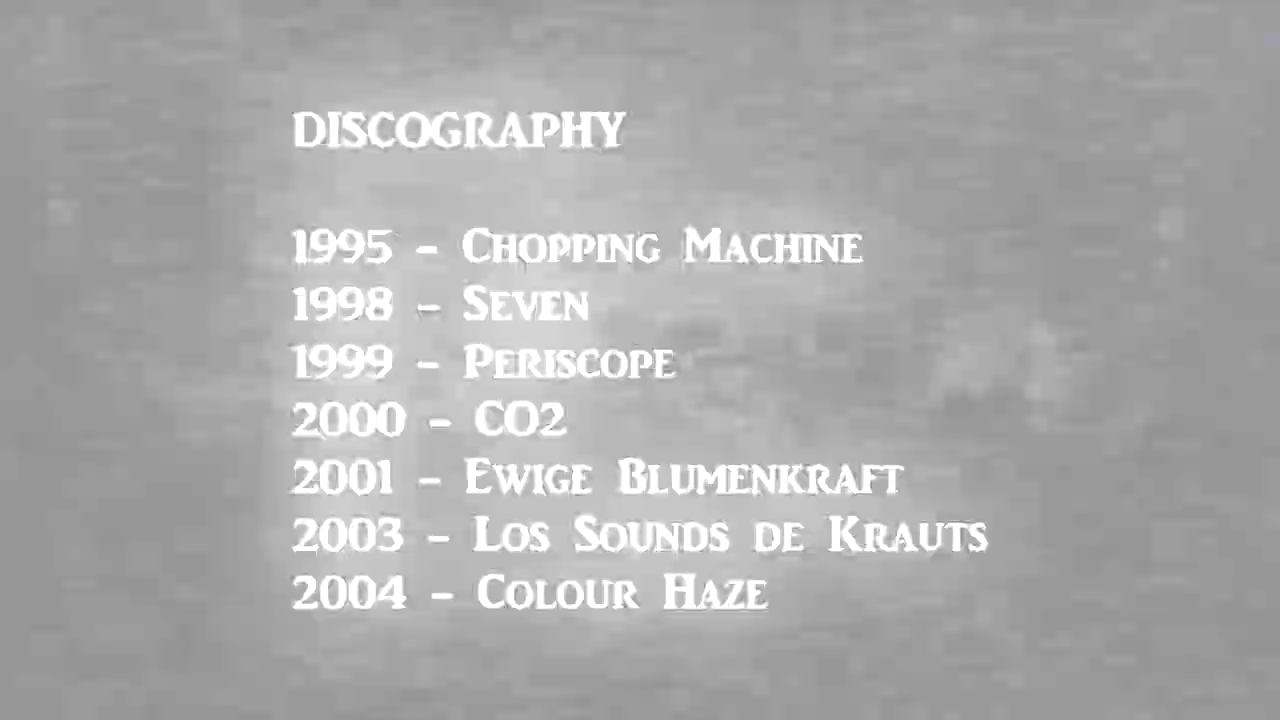 DISCOGRAPHY
1995 - Chopping Machine
1998 - Seven
1999 - Periscope
2000 - CO2
2001 - Ewige Blumenkraft
2003 - Los Sounds de Krauts
2004 - Colour Haze